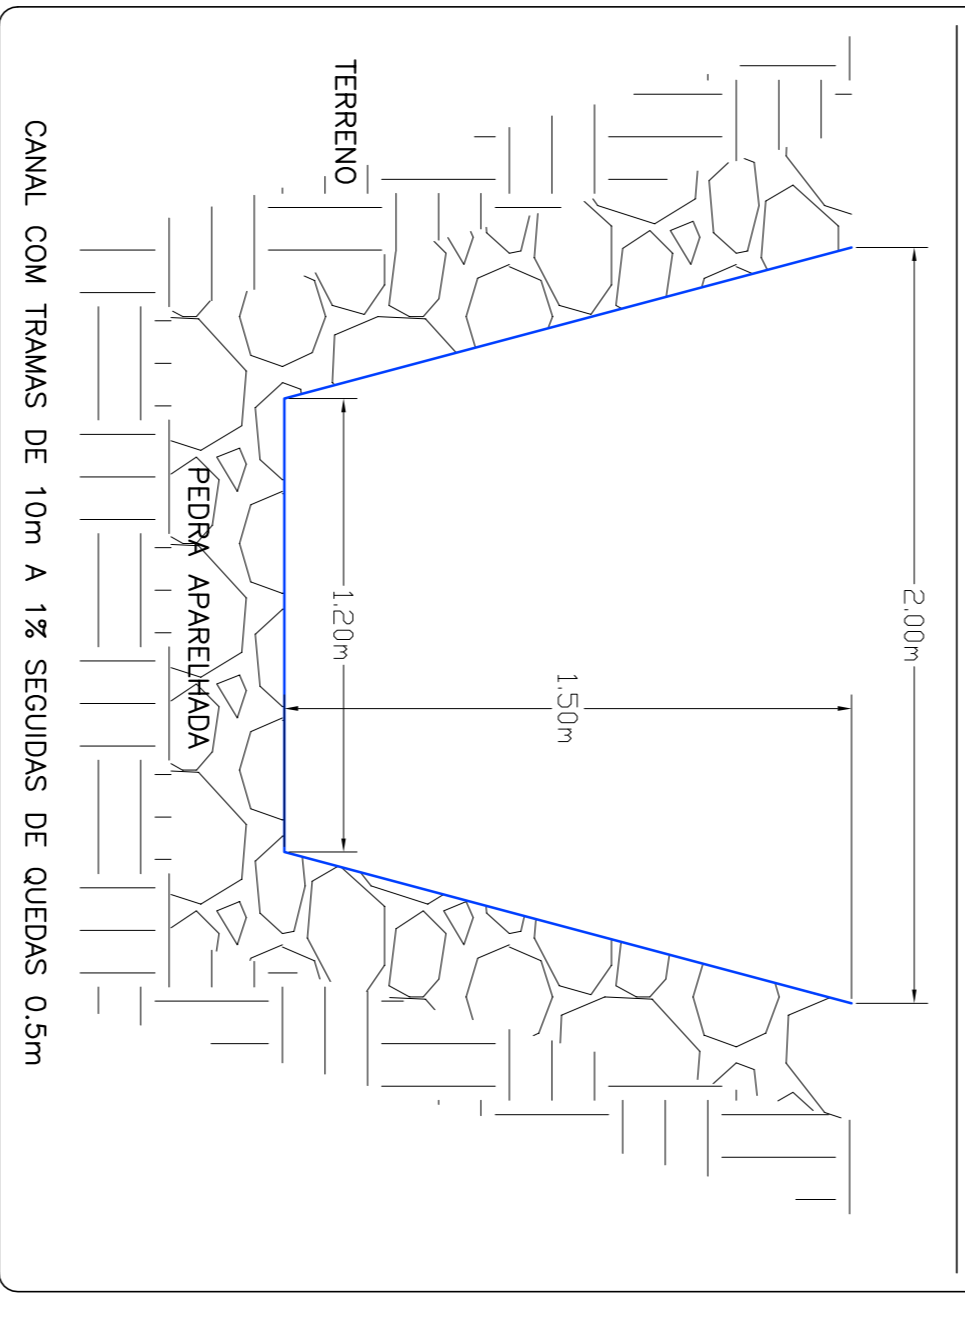 2.00m
1.50m
1.20m
TERRENO
PEDRA APARELHADA
CANAL COM TRAMAS DE 10m A 1% SEGUIDAS DE QUEDAS 0.5m